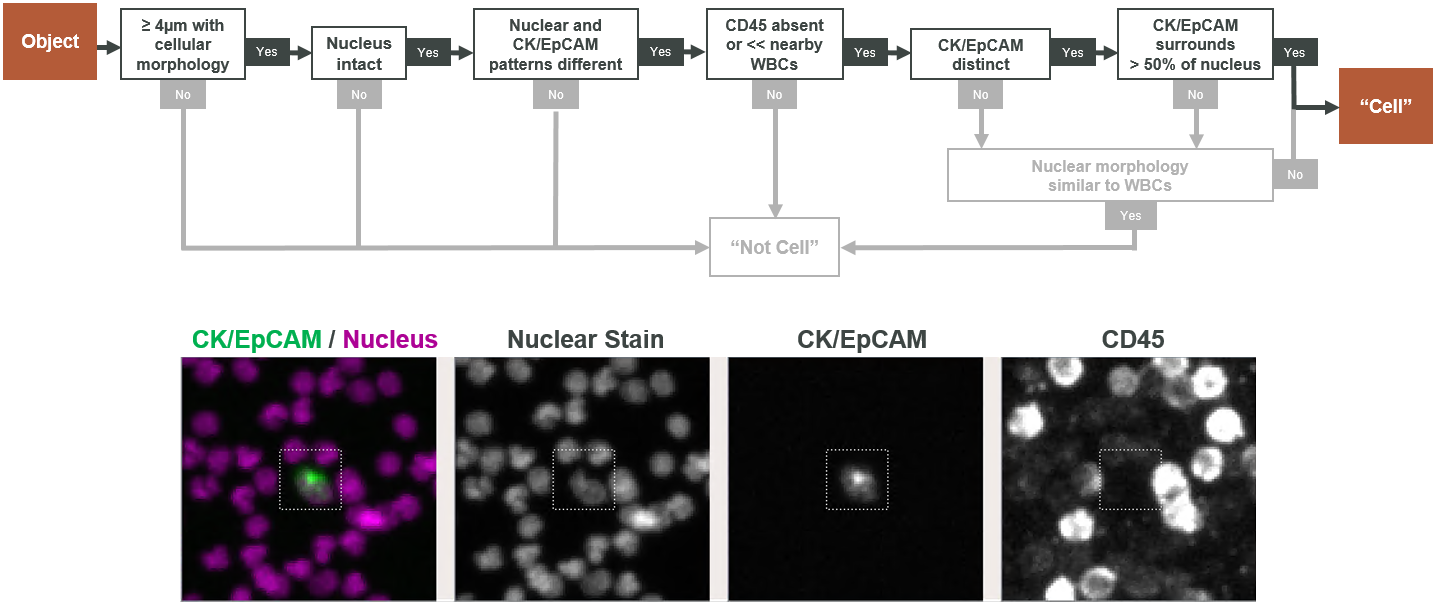 Object
≥ 4µm with
cellular
morphology
Yes
Nucleus
intact
Yes
Nuclear and
CK/EpCAM
patterns different
Yes
CD45 absent
or << nearby
WBCs
Yes
CK/EpCAM
distinct
Yes
CK/EpCAM
surrounds
> 50% of nucleus
Yes
“Cell”
No
No
No
No
No
No
Nuclear morphology
similar to WBCs
No
Yes
“Not Cell”
CK/EpCAM / Nucleus
Nuclear Stain
CK/EpCAM
CD45